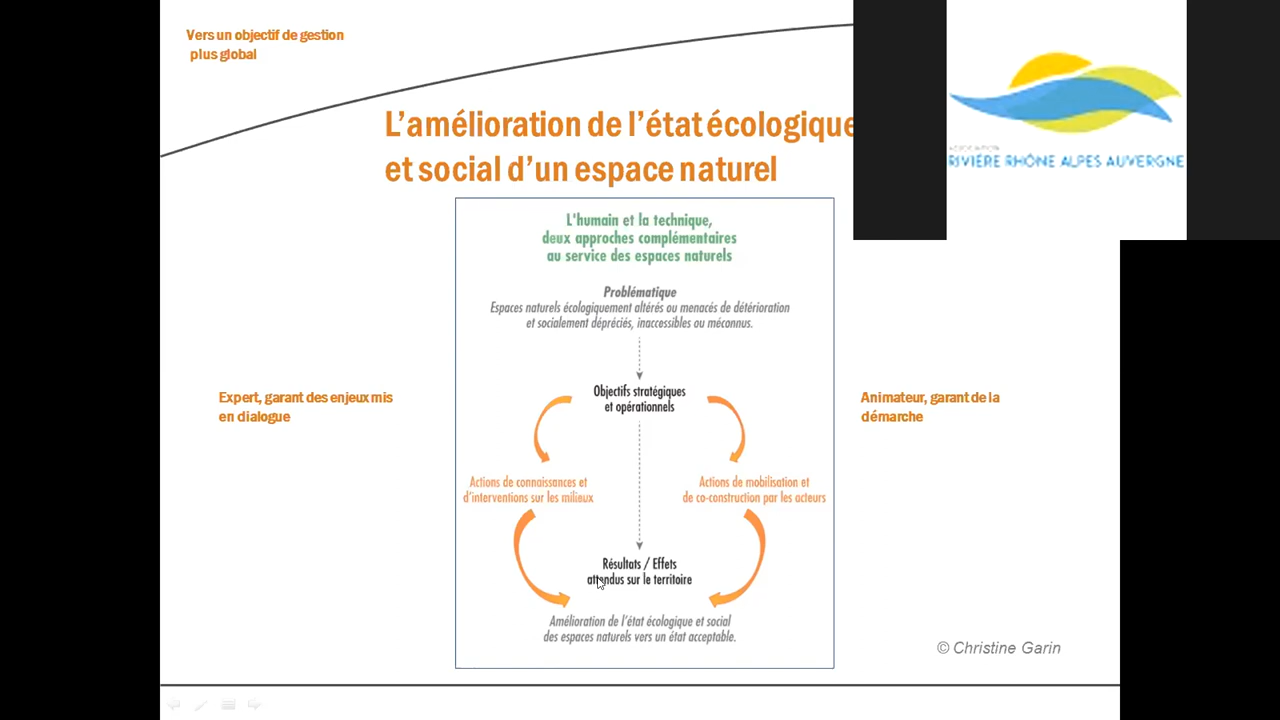 Vers un objectif de gestion
plus global
L'amélioration de l'état écologique
et social d'un espace naturel
ASSOCIATION
RIVIÈRE RHÔNE ALPES AUVERGNE
L'humain et la technique,
deux approches complémentaires
au service des espaces naturels
Problématique
Espaces naturels écologiquement altérés ou menacés de détérioration
et socialement dépréciés, inaccessibles ou méconnus.
Objectifs stratégiques
et opérationnels
Expert, garant des enjeux mis
en dialogue
Animateur, garant de la
démarche
Actions de connaissances et
d'interventions sur les milieux
Actions de mobilisation et
de co-construction par les acteurs
Résultats / Effets
attendus sur le territoire
Amélioration de l'état écologique et social
des espaces naturels vers un état acceptable.
© Christine Garin